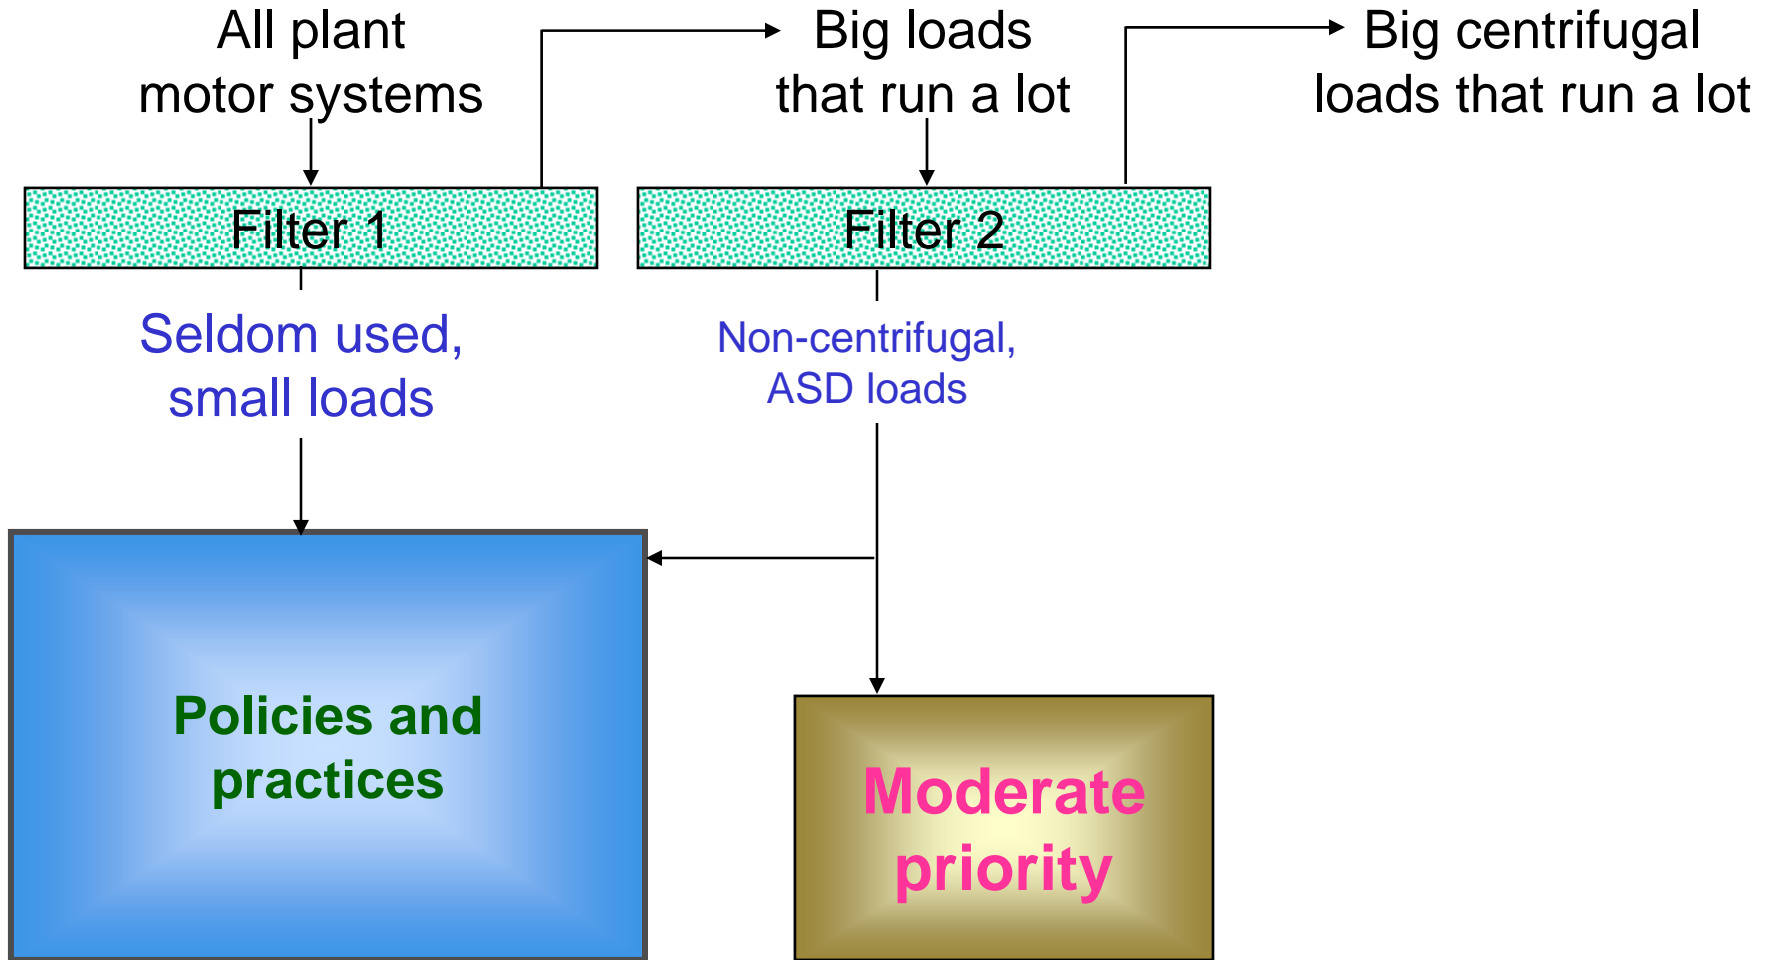 All plant
motor systems
Big loads
that run a lot
Big centrifugal
loads that run a lot
Filter 1
Filter 2
Seldom used,
small loads
Non-centrifugal,
ASD loads
Policies and
practices
Moderate
priority